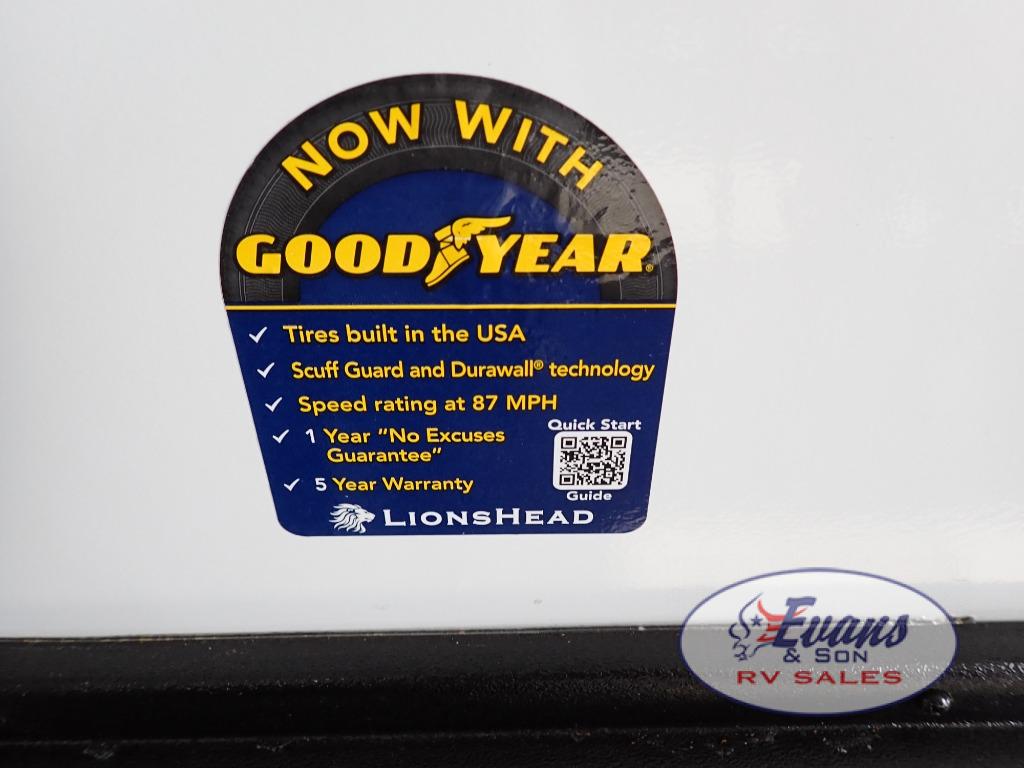 NOW WITH
GOODYEAR®
✓ Tires built in the USA
✓ Scuff Guard and Durawall® technology
✓ Speed rating at 87 MPH
✓ 1 Year "No Excuses
Guarantee"
✓ 5 Year Warranty
Quick Start
Guide
LIONSHEAD
Evans
& SON
RV SALES